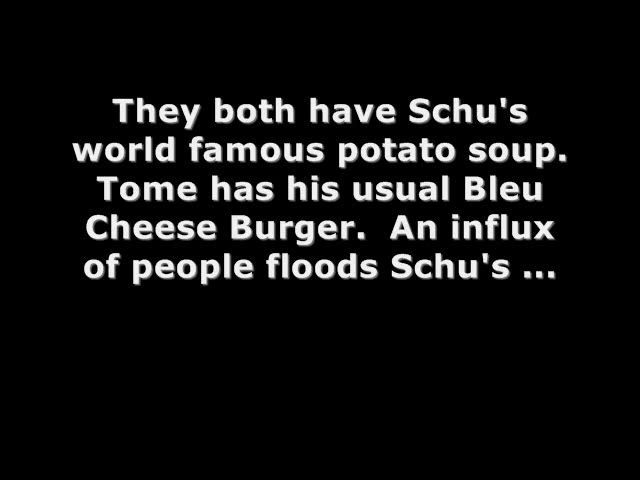 They both have Schu's
world famous potato soup.
Tome has his usual Bleu
Cheese Burger.  An influx
of people floods Schu's ...